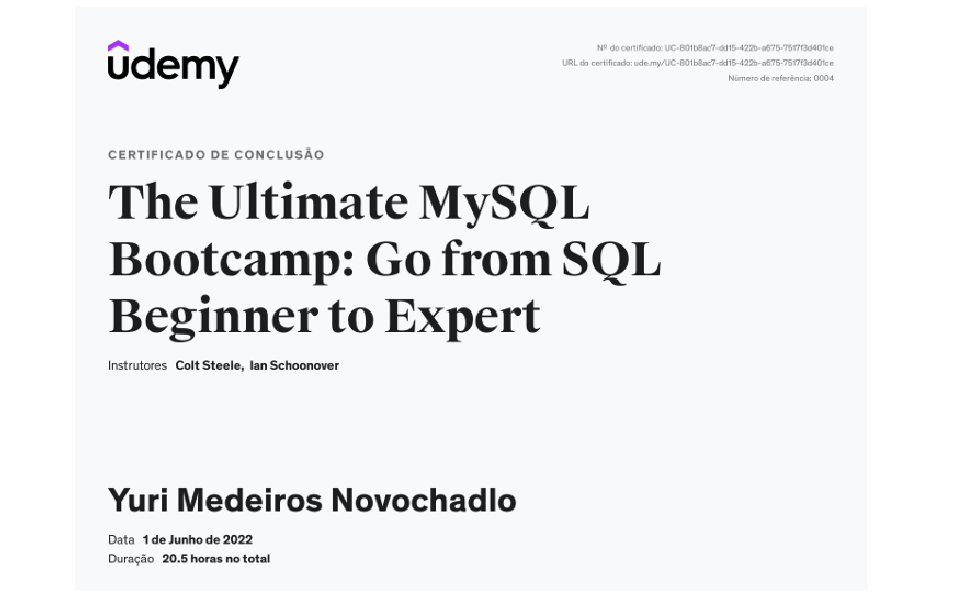 udemy
Nº do certificado: UC-801b8ac7-dd15-422b-a675-7517f3d401ce
URL do certificado: ude.my/UC-801b8ac7-dd15-422b-a675-7517f3d401ce
Número de referência: 0004
CERTIFICADO DE CONCLUSÃO
The Ultimate MySQL
Bootcamp: Go from SQL
Beginner to Expert
Instrutores Colt Steele, Ian Schoonover
Yuri Medeiros Novochadlo
Data 1 de Junho de 2022
Duração 20.5 horas no total